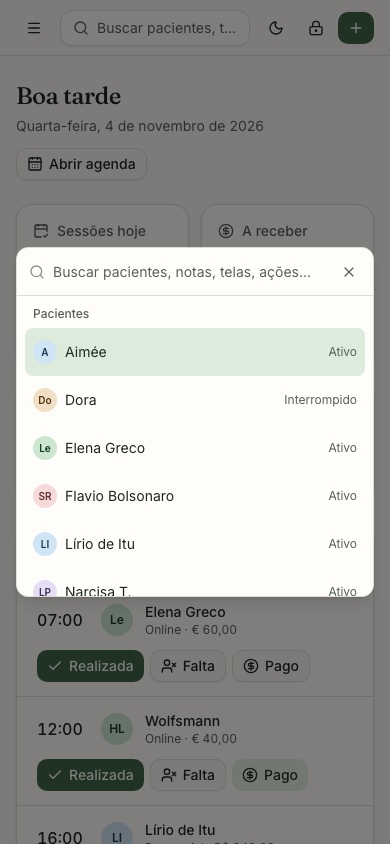 Buscar pacientes, t...
Boa tarde
Quarta-feira, 4 de novembro de 2026
Abrir agenda
Sessões hoje
A receber
Buscar pacientes, notas, telas, ações...
Pacientes
A Aimée Ativo
Do Dora Interrompido
Le Elena Greco Ativo
SR Flavio Bolsonaro Ativo
LI Lírio de Itu Ativo
LP Narcisa T. Ativo
07:00 Le Elena Greco
Online · € 60,00
Realizada Falta Pago
12:00 HL Wolfsmann
Online · € 40,00
Realizada Falta Pago
16:00 LI Lírio de Itu